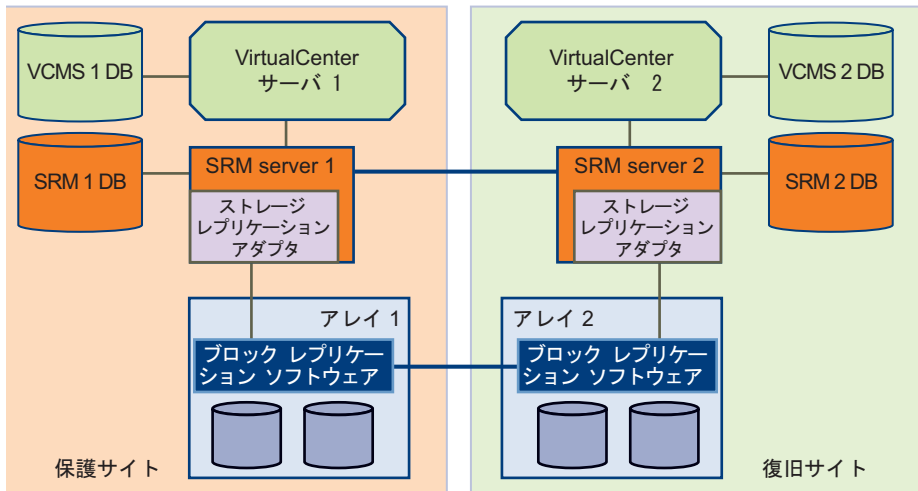 VCMS 1 DB
VirtualCenter
サーバ 1
SRM 1 DB
SRM server 1
ストレージ
レプリケーション
アダプタ
アレイ 1
ブロック レプリケー
ション ソフトウェア
保護サイト
VirtualCenter
サーバ 2
VCMS 2 DB
SRM server 2
SRM 2 DB
ストレージ
レプリケーション
アダプタ
アレイ 2
ブロック レプリケー
ション ソフトウェア
復旧サイト